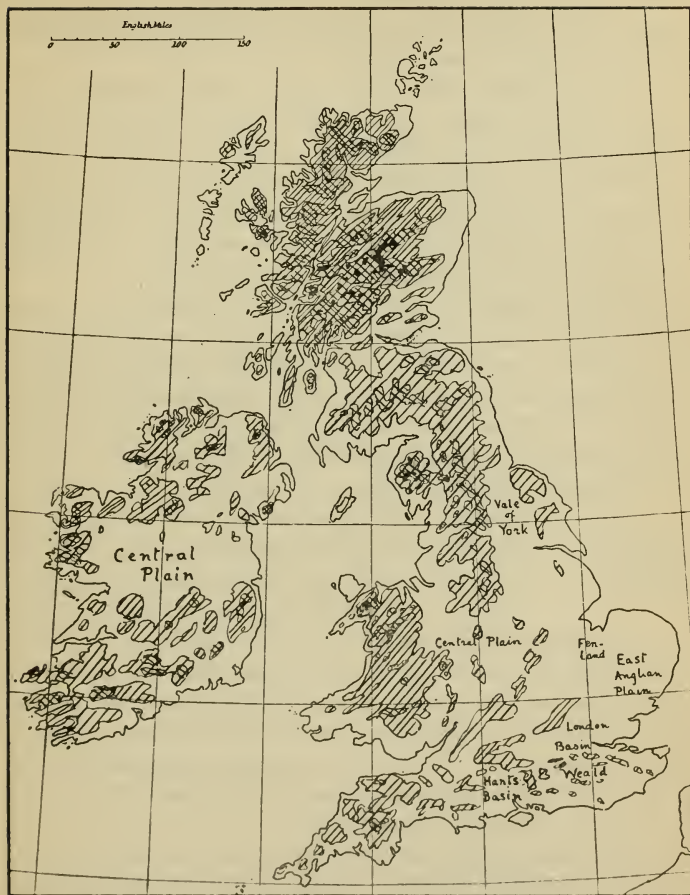 English Miles
0 50 100 150
Vale
of
York
Central
Plain
Central Plain
Fen-
land
East
Anglian
Plain
London
Basin
Weald
Hants
Basin